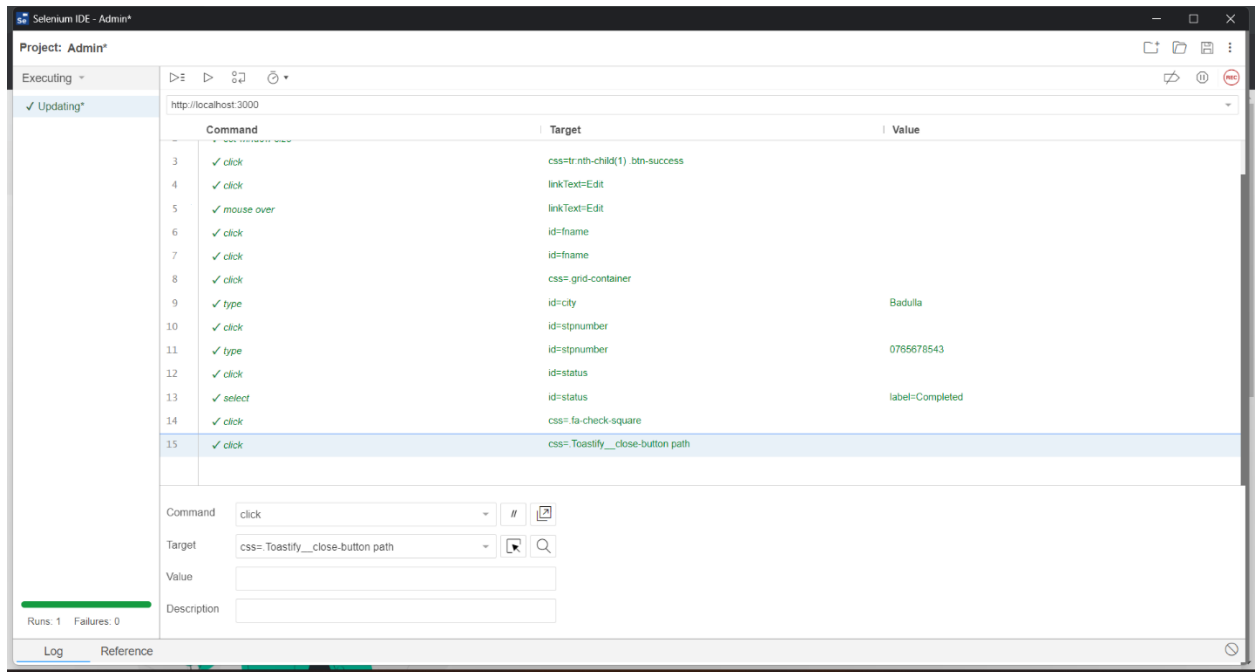 Selenium IDE - Admin*
Project: Admin*
Executing
✓ Updating*
http://localhost:3000
Command Target Value
3 ✓ click css=tr:nth-child(1) .btn-success
4 ✓ click linkText=Edit
5 ✓ mouse over linkText=Edit
6 ✓ click id=fname
7 ✓ click id=fname
8 ✓ click css=.grid-container
9 ✓ type id=city Badulla
10 ✓ click id=stpnumber
11 ✓ type id=stpnumber 0765678543
12 ✓ click id=status
13 ✓ select id=status label=Completed
14 ✓ click css=.fa-check-square
15 ✓ click css=.Toastify__close-button path
Command click //
Target css=.Toastify__close-button path
Value
Description
Runs: 1 Failures: 0
Log Reference
REC